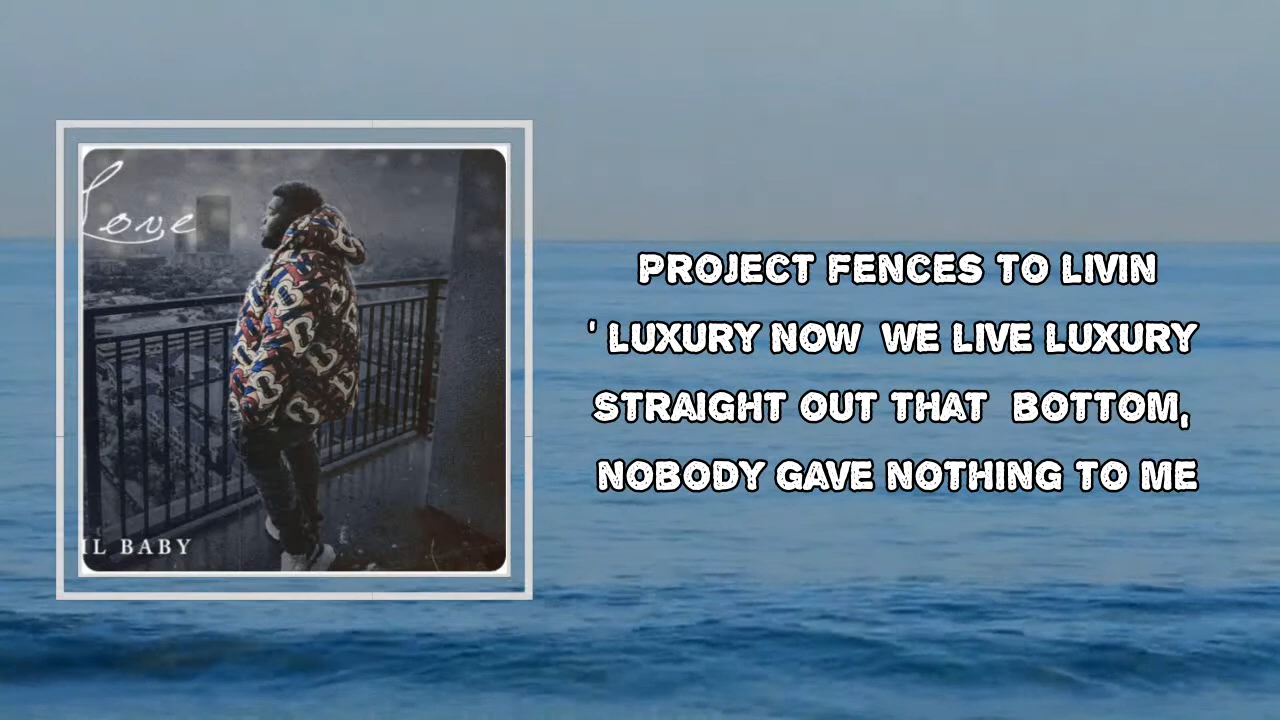 Love
IL BABY
PROJECT FENCES TO LIVIN
' LUXURY NOW WE LIVE LUXURY
STRAIGHT OUT THAT BOTTOM,
NOBODY GAVE NOTHING TO ME